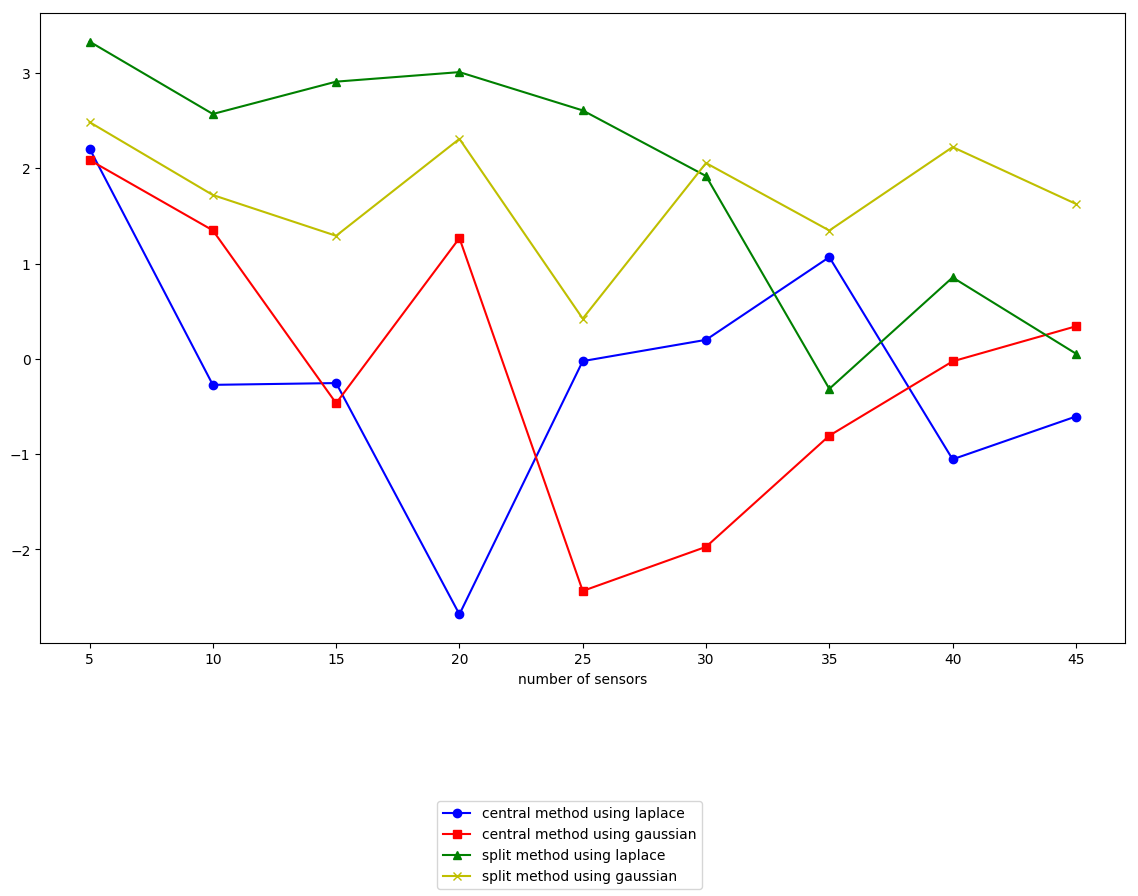 3
2
1
0
−1
−2
5 10 15 20 25 30 35 40 45
number of sensors
central method using laplace
central method using gaussian
split method using laplace
split method using gaussian